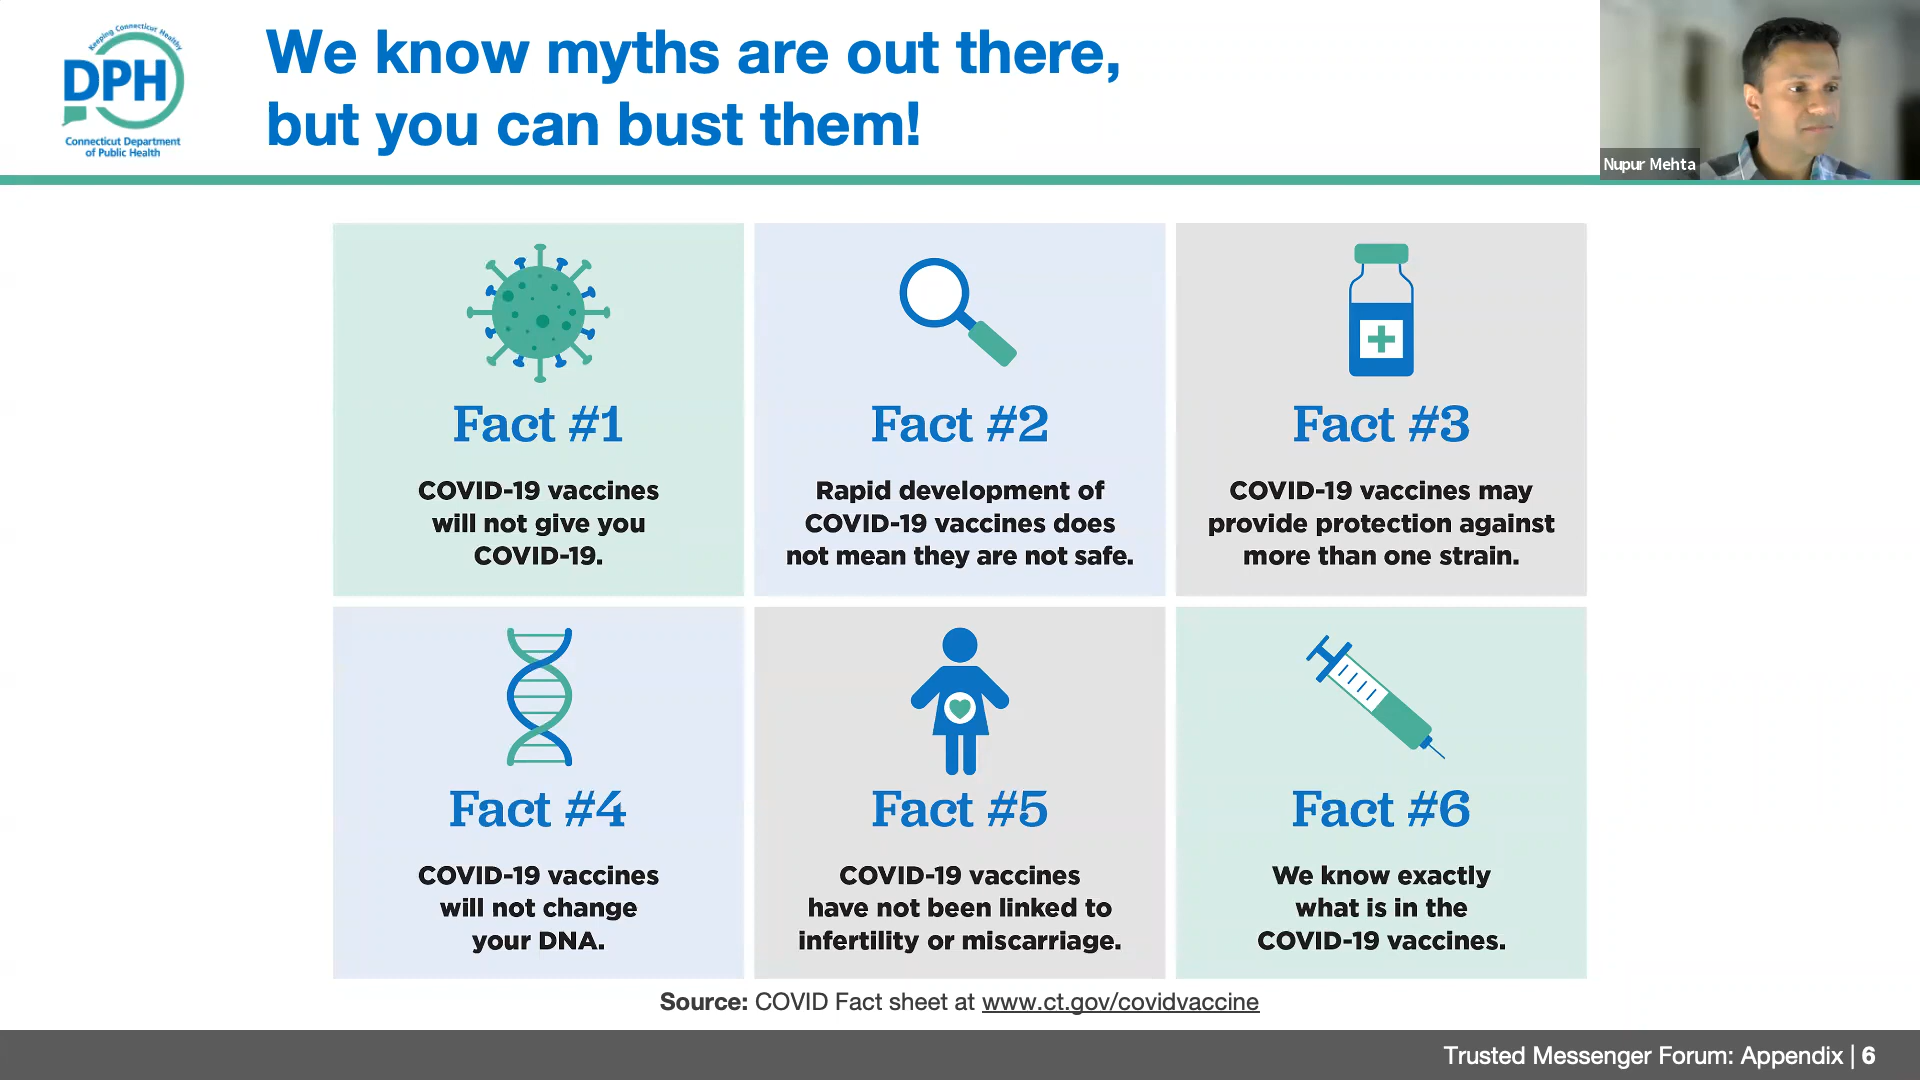 Keeping Connecticut Healthy
DPH
Connecticut Department
of Public Health
We know myths are out there,
but you can bust them!
Nupur Mehta
Fact #1
COVID-19 vaccines
will not give you
COVID-19.
Fact #2
Rapid development of
COVID-19 vaccines does
not mean they are not safe.
Fact #3
COVID-19 vaccines may
provide protection against
more than one strain.
Fact #4
COVID-19 vaccines
will not change
your DNA.
Fact #5
COVID-19 vaccines
have not been linked to
infertility or miscarriage.
Fact #6
We know exactly
what is in the
COVID-19 vaccines.
Source: COVID Fact sheet at www.ct.gov/covidvaccine
Trusted Messenger Forum: Appendix | 6